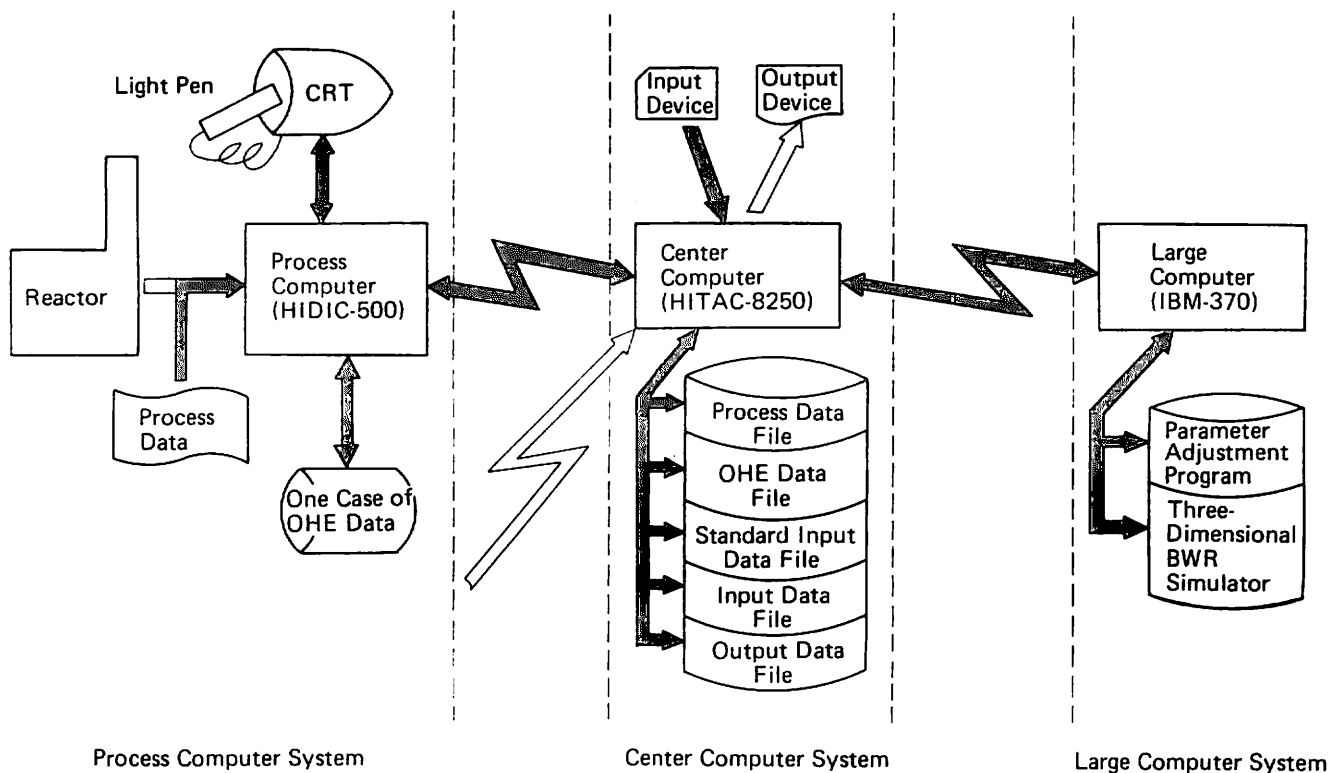 Light Pen
CRT
Input
Device
Output
Device
Reactor
Process
Computer
(HIDIC-500)
Center
Computer
(HITAC-8250)
Large
Computer
(IBM-370)
Process
Data
One Case of
OHE Data
Process Data
File
OHE Data
File
Standard Input
Data File
Input Data
File
Output Data
File
Parameter
Adjustment
Program
Three-
Dimensional
BWR
Simulator
Process Computer System
Center Computer System
Large Computer System